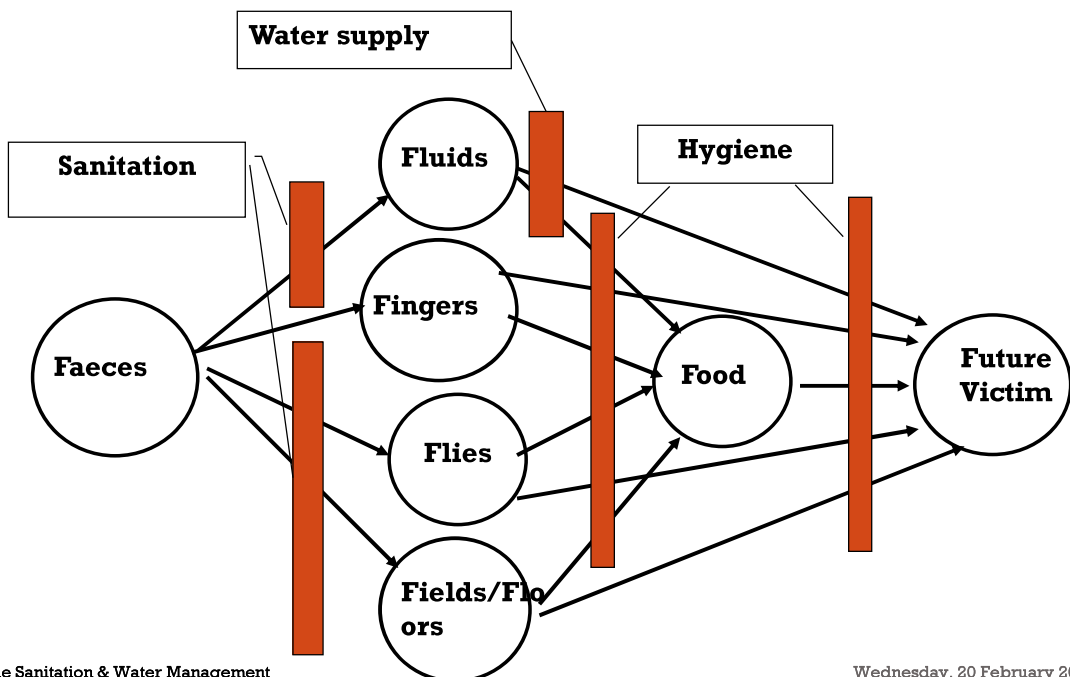 Water supply
Sanitation
Hygiene
Fluids
Fingers
Faeces
Food
Future
Victim
Flies
Fields/Flo
ors
Sanitation & Water Management
Wednesday, 20 February